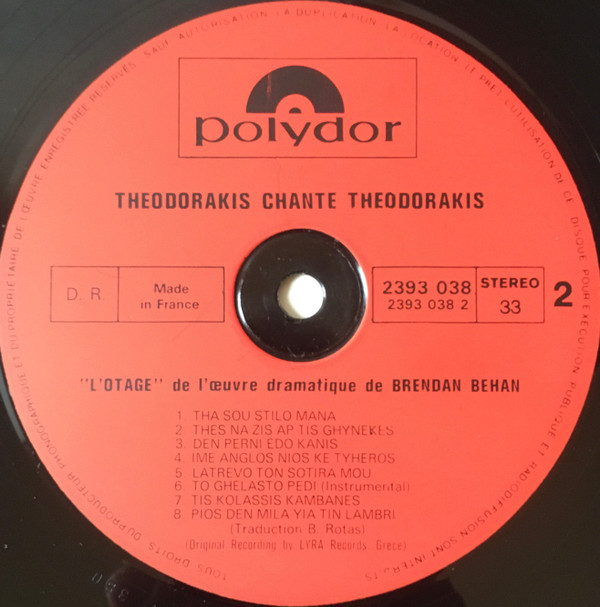 polydor
THEODORAKIS CHANTE THEODORAKIS
D. R.
Made
in France
2393 038
2393 038 2
STEREO
33
2
"L'OTAGE" de l'œuvre dramatique de BRENDAN BEHAN
1 THA SOU STILO MANA
2 THES NA ZIS AP TIS GHYNEKES
3 DEN PERNI EDO KANIS
4 IME ANGLOS NIOS KE TYHEROS
5 LATREVO TON SOTIRA MOU
6 TO GHELASTO PEDI (Instrumental)
7 TIS KOLASSIS KAMBANES
8 PIOS DEN MILA YIA TIN LAMBRI
(Traduction B. Rotas)
(Original Recording by LYRA Records, Grece)
TOUS DROITS DU PRODUCTEUR PHONOGRAPHIQUE ET DU PROPRIETAIRE DE L'ŒUVRE ENREGISTREE RESERVES. SAUF AUTORISATION, LA DUPLICATION, LA LOCATION, LE PRET, L'UTILISATION DE CE DISQUE POUR EXECUTION PUBLIQUE ET RADIODIFFUSION SONT INTERDITS